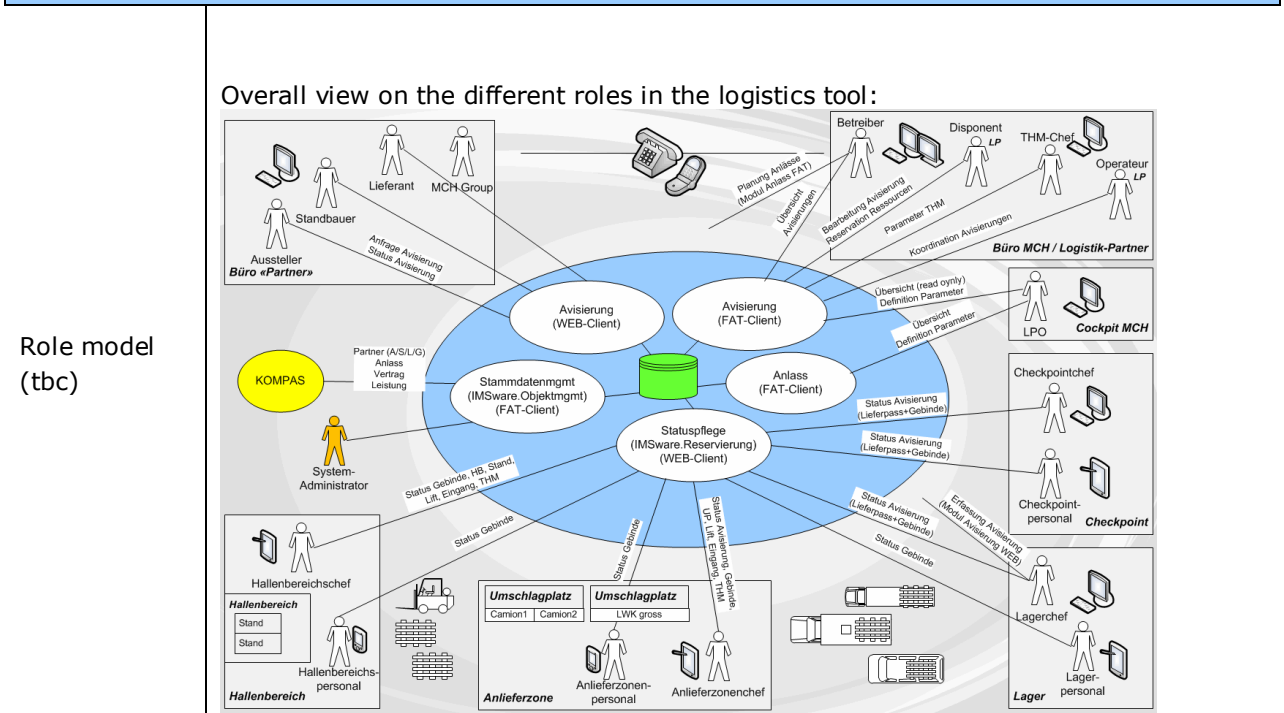 Role model
(tbc)
Overall view on the different roles in the logistics tool:
Lieferant
MCH Group
Standbauer
Aussteller
Büro «Partner»
Anfrage Avisierung
Status Avisierung
Betreiber
Disponent
LP
THM-Chef
Operateur
LP
Büro MCH / Logistik-Partner
Planung Anlässe
(Modul Anlass FAT)
Übersicht
Avisierungen
Bearbeitung Avisierung
Reservation Ressourcen
Parameter THM
Koordination Avisierungen
Übersicht (read oynly)
Definition Parameter
Übersicht
Definition Parameter
LPO
Cockpit MCH
Avisierung
(WEB-Client)
Avisierung
(FAT-Client)
Anlass
(FAT-Client)
Stammdatenmgmt
(IMSware.Objektmgmt)
(FAT-Client)
Statuspflege
(IMSware.Reservierung)
(WEB-Client)
KOMPAS
Partner (A/S/L/G)
Anlass
Vertrag
Leistung
System-
Administrator
Checkpointchef
Status Avisierung
(Lieferpass+Gebinde)
Status Avisierung
(Lieferpass+Gebinde)
Checkpoint-
personal
Checkpoint
Status Gebinde, HB, Stand,
Lift, Eingang, THM
Status Gebinde
Status Gebinde
Status Avisierung, Gebinde,
UP, Lift, Eingang, THM
Status Avisierung
(Lieferpass+Gebinde)
Erfassung Avisierung
(Modul Avisierung WEB)
Status Gebinde
Hallenbereichschef
Hallenbereich
Stand
Stand
Hallenbereichs-
personal
Hallenbereich
Umschlagplatz
Camion1
Camion2
Umschlagplatz
LWK gross
Anlieferzonen-
personal
Anlieferzonenchef
Anlieferzone
Lagerchef
Lager-
personal
Lager